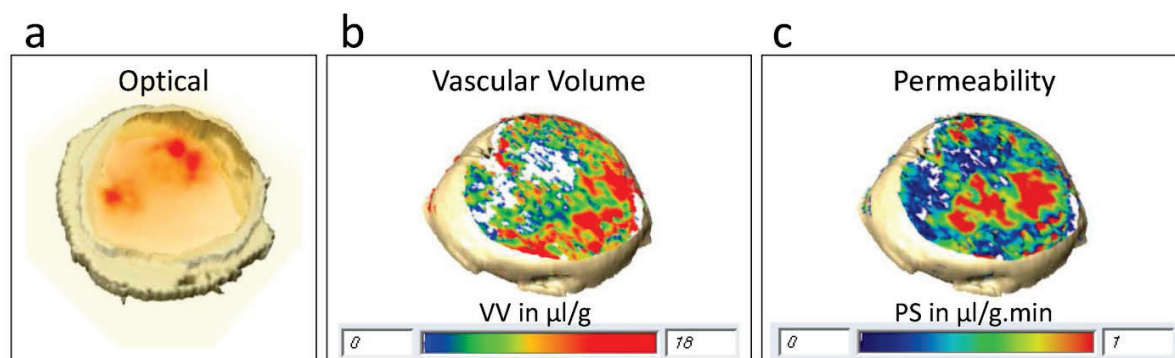 a
Optical
b
Vascular Volume
VV in µl/g
0
18
c
Permeability
PS in µl/g.min
0
1